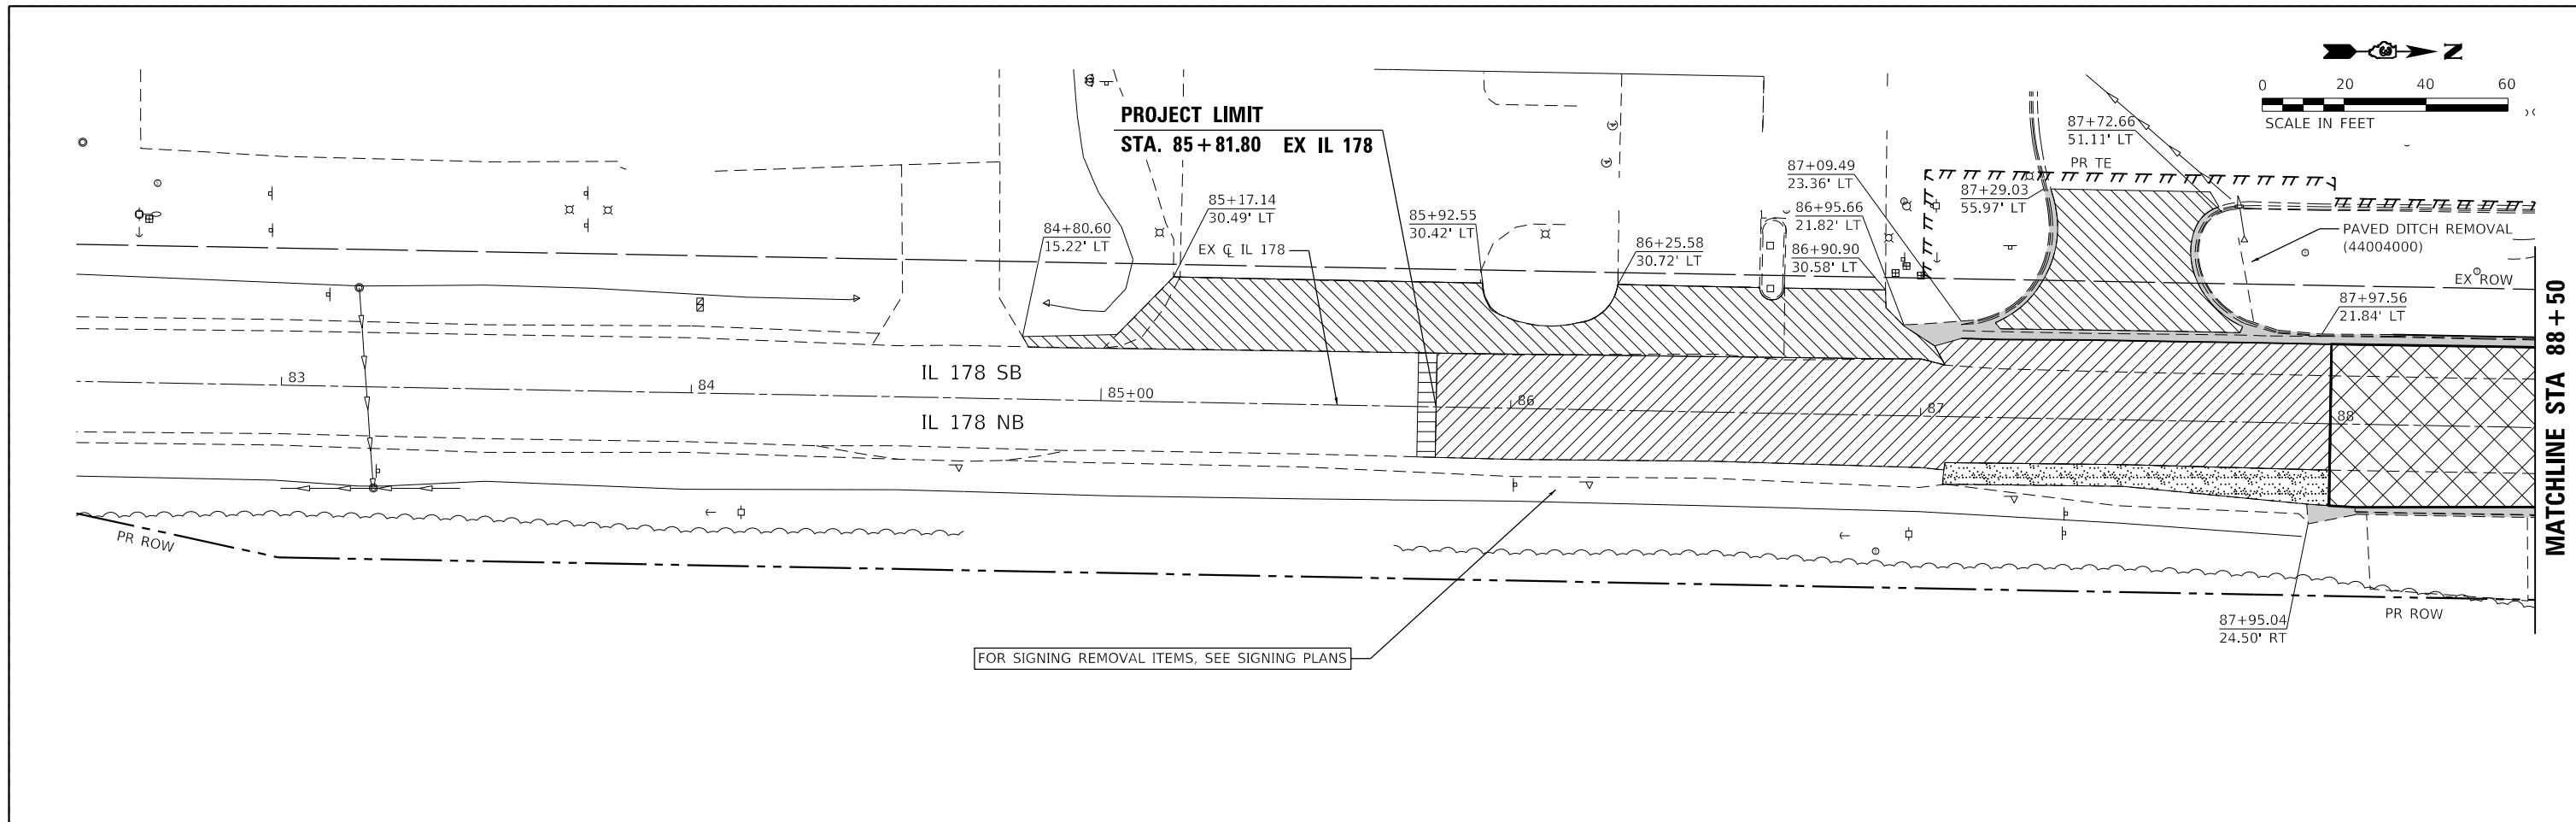 N
0 20 40 60
SCALE IN FEET
PROJECT LIMIT
STA. 85+81.80 EX IL 178
87+72.66
51.11' LT
PR TE
87+09.49
23.36' LT
87+29.03
55.97' LT
85+17.14
30.49' LT
86+95.66
21.82' LT
84+80.60
15.22' LT
85+92.55
30.42' LT
EX ℄ IL 178
86+25.58
30.72' LT
86+90.90
30.58' LT
PAVED DITCH REMOVAL
(44004000)
EX ROW
87+97.56
21.84' LT
IL 178 SB
83
84
85+00
86
87
88
IL 178 NB
MATCHLINE STA 88+50
PR ROW
PR ROW
87+95.04
24.50' RT
FOR SIGNING REMOVAL ITEMS, SEE SIGNING PLANS